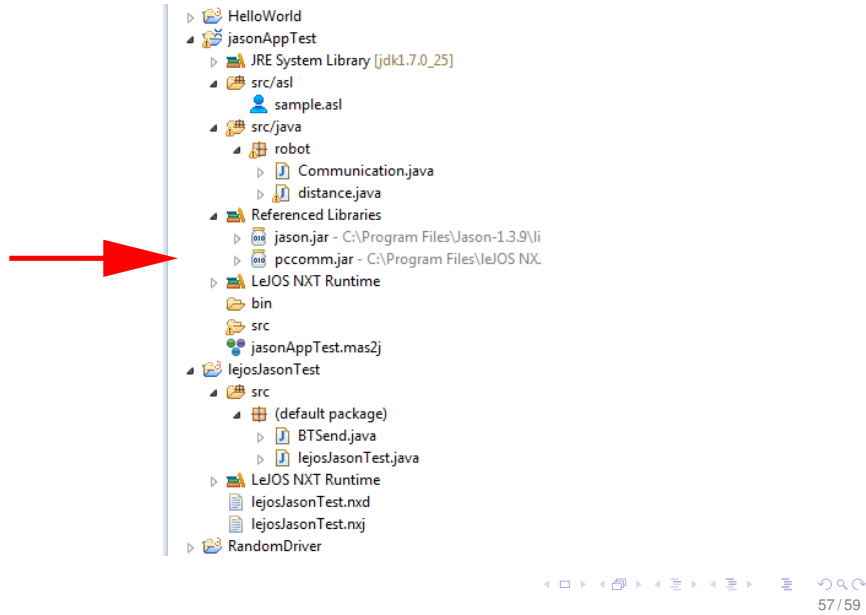 HelloWorld
jasonAppTest
JRE System Library [jdk1.7.0_25]
src/asl
sample.asl
src/java
robot
Communication.java
distance.java
Referenced Libraries
jason.jar - C:\Program Files\Jason-1.3.9\li
pccomm.jar - C:\Program Files\leJOS NX
LeJOS NXT Runtime
bin
src
jasonAppTest.mas2j
lejosJasonTest
src
(default package)
BTSend.java
lejosJasonTest.java
LeJOS NXT Runtime
lejosJasonTest.nxd
lejosJasonTest.nxj
RandomDriver
57/59